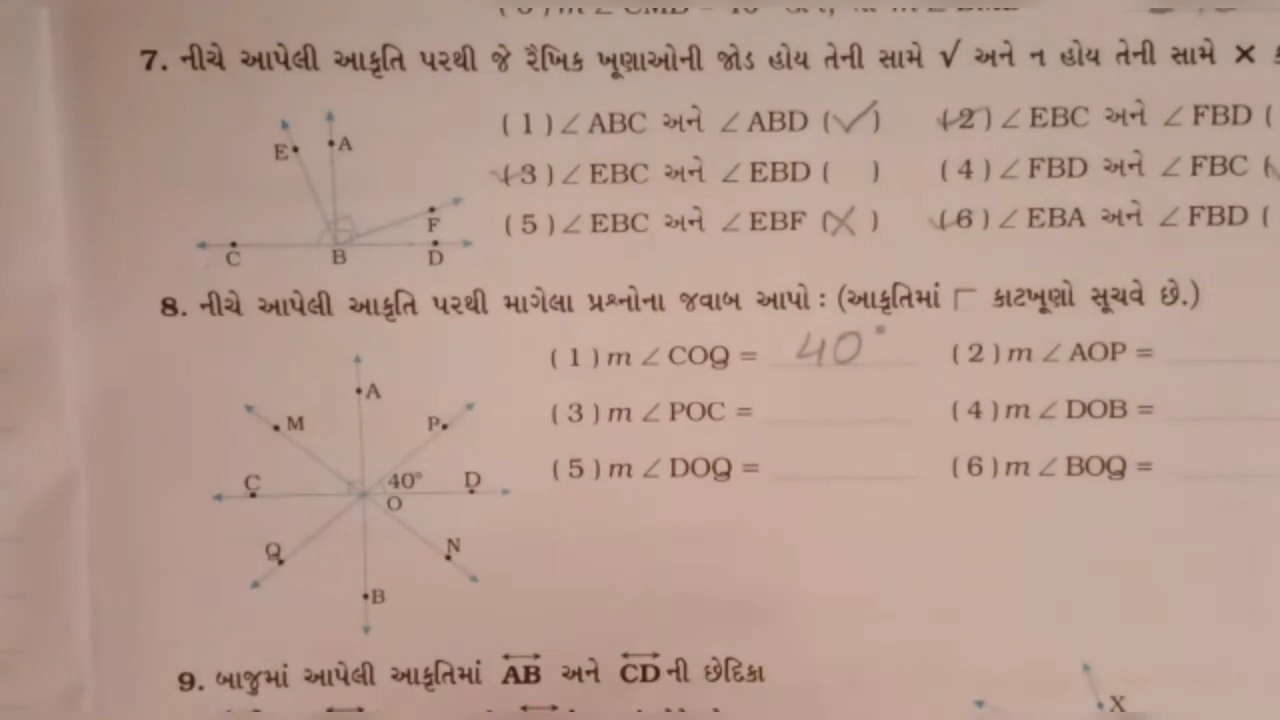 7. નીચે આપેલી આકૃતિ પરથી જે રૈખિક ખૂણાઓની જોડ હોય તેની સામે √ અને ન હોય તેની સામે ×
(1) ∠ABC અને ∠ABD (✓) (2) ∠EBC અને ∠FBD (
(3) ∠EBC અને ∠EBD ( ) (4) ∠FBD અને ∠FBC (
(5) ∠EBC અને ∠EBF (X) (6) ∠EBA અને ∠FBD (
E A
F
C B D
8. નીચે આપેલી આકૃતિ પરથી માગેલા પ્રશ્નોના જવાબ આપો : (આકૃતિમાં ┌ કાટખૂણો સૂચવે છે.)
(1) m∠COQ = 40° (2) m∠AOP =
(3) m∠POC = (4) m∠DOB =
(5) m∠DOQ = (6) m∠BOQ =
A
M P
C 40° D
O
Q N
B
9. બાજુમાં આપેલી આકૃતિમાં AB અને CD ની છેદિકા
X